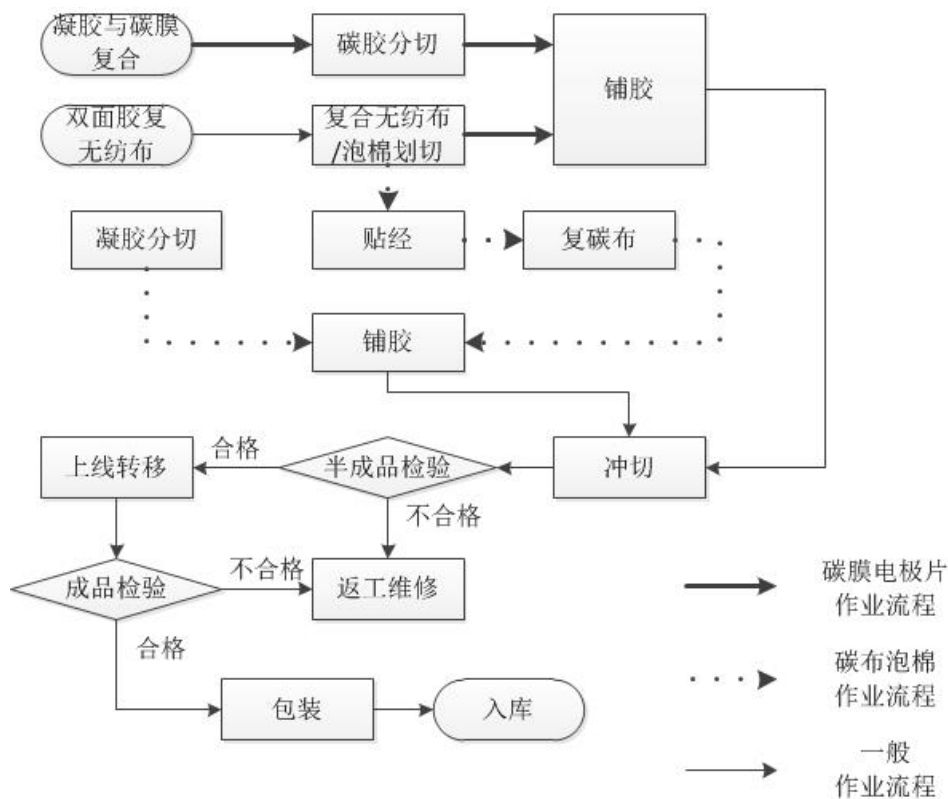 凝胶与碳膜
复合
碳胶分切
铺胶
双面胶复
无纺布
复合无纺布
/泡棉划切
凝胶分切
贴经
复碳布
铺胶
上线转移
合格
半成品检验
冲切
不合格
成品检验
不合格
返工维修
合格
包装
入库
碳膜电极片
作业流程
碳布泡棉
作业流程
一般
作业流程